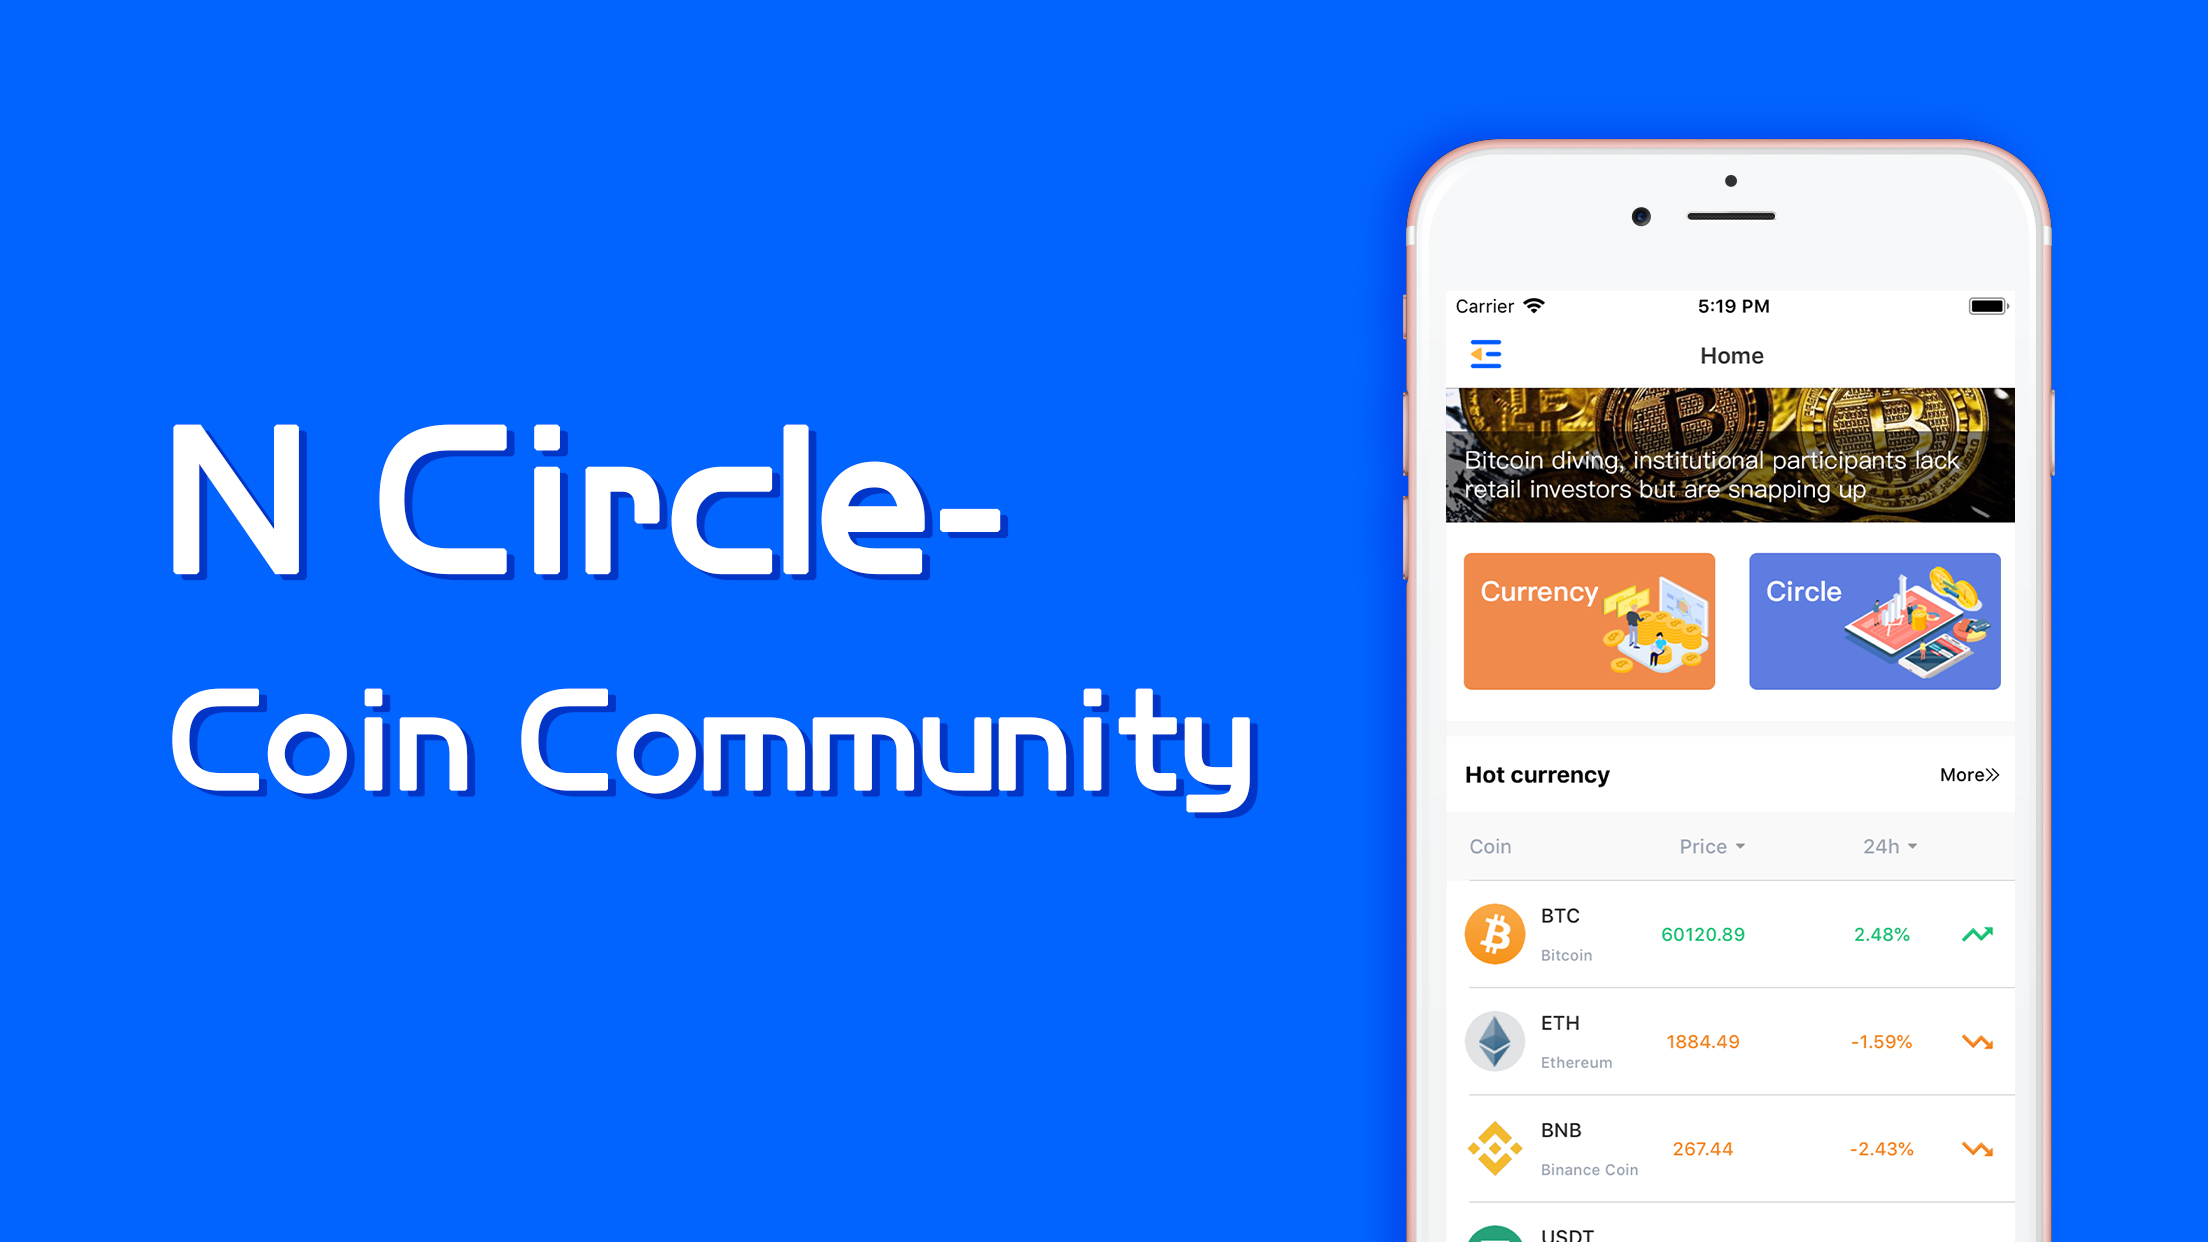 N Circle-
Coin Community
Carrier 5:19 PM
Home
Bitcoin diving, institutional participants lack
retail investors but are snapping up
Currency
Circle
Hot currency More
Coin Price 24h
BTC
Bitcoin
60120.89 2.48%
ETH
Ethereum
1884.49 -1.59%
BNB
Binance Coin
267.44 -2.43%
USDT